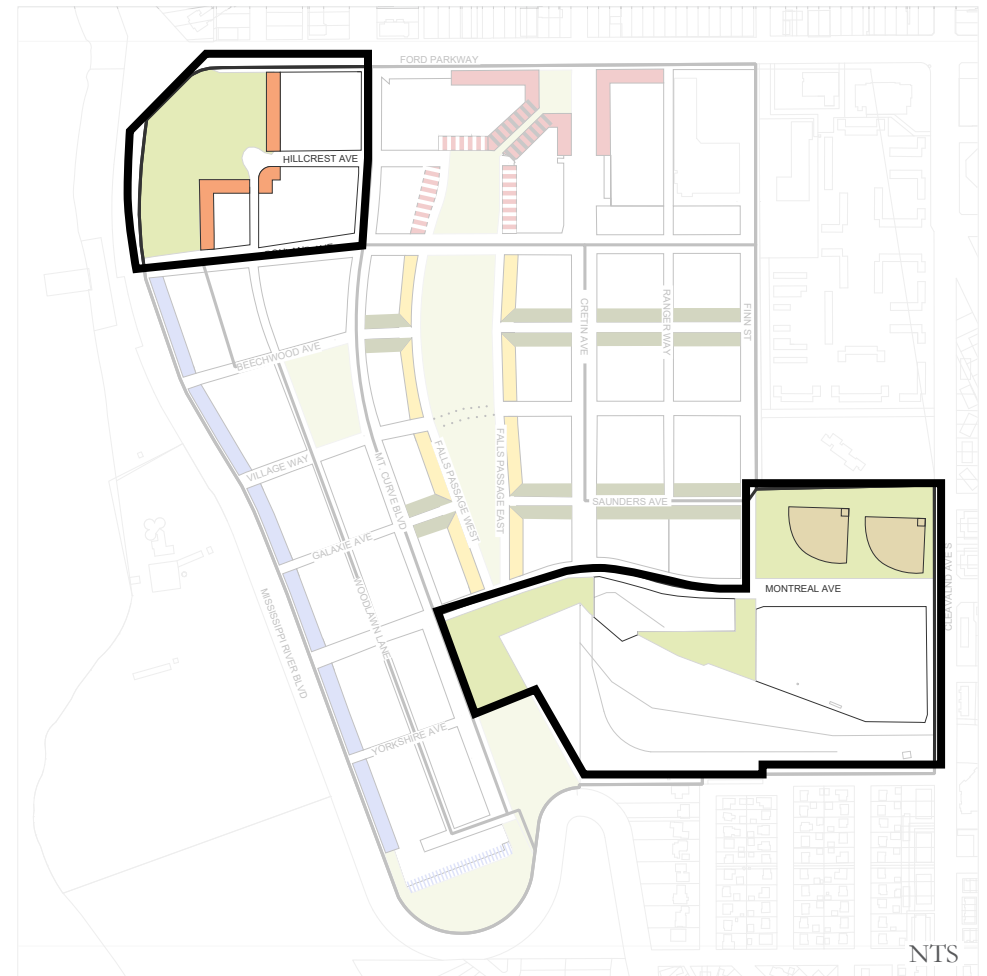 FORD PARKWAY
HILLCREST AVE
CRETIN AVE
RANGER WAY
FINN ST
BEECHWOOD AVE
VILLAGE WAY
MT. CURVE BLVD
FALLS PASSAGE WEST
FALLS PASSAGE EAST
SAUNDERS AVE
GALAXIE AVE
WOODLAWN LANE
MISSISSIPPI RIVER BLVD
MONTREAL AVE
CLEAVALND AVE S
YORKSHIRE AVE
NTS